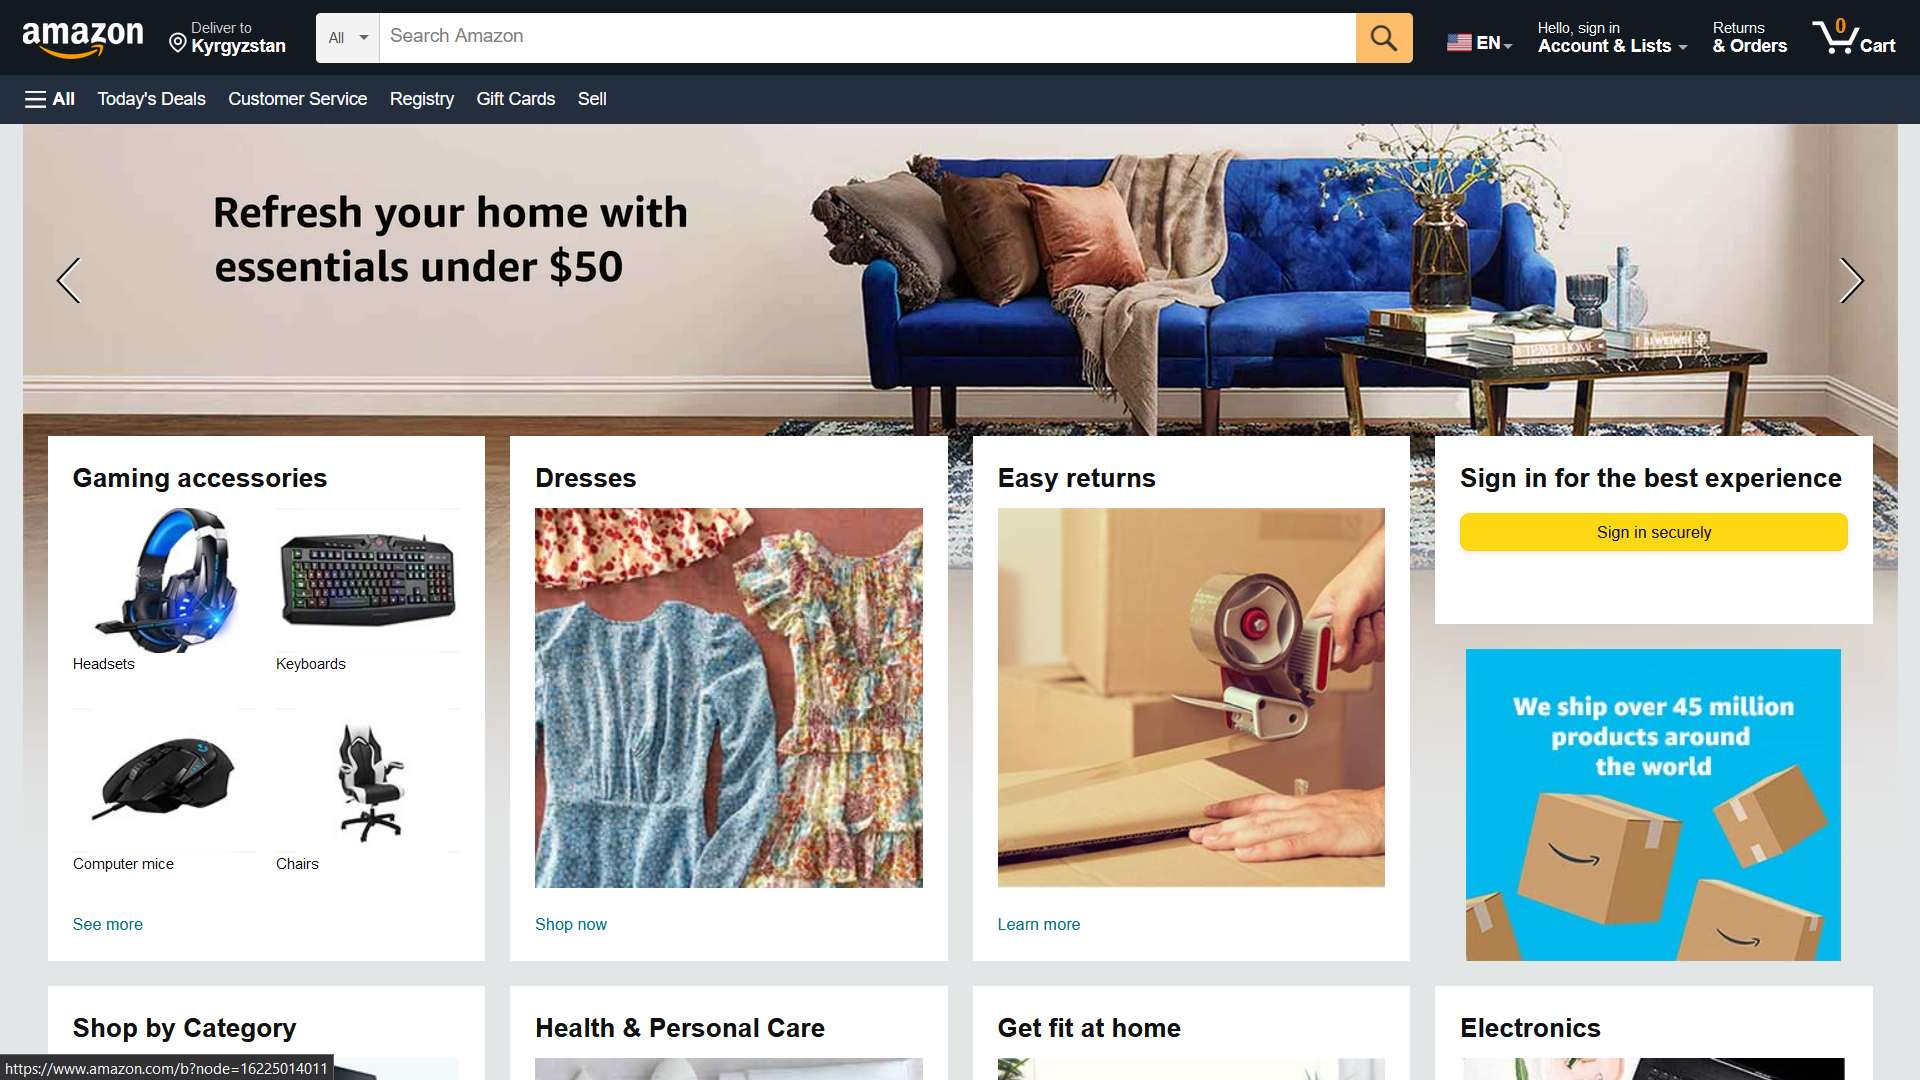 amazon
Deliver to
Kyrgyzstan
All
Search Amazon
EN
Hello, sign in
Account & Lists
Returns
& Orders
0
Cart
All
Today's Deals
Customer Service
Registry
Gift Cards
Sell
Refresh your home with
essentials under $50
TRAVEL HOME
AI WEIWEI
Gaming accessories
Headsets
Keyboards
Computer mice
Chairs
See more
Dresses
Shop now
Easy returns
Learn more
Sign in for the best experience
Sign in securely
We ship over 45 million
products around
the world
Shop by Category
Health & Personal Care
Get fit at home
Electronics
https://www.amazon.com/b?node=16225014011